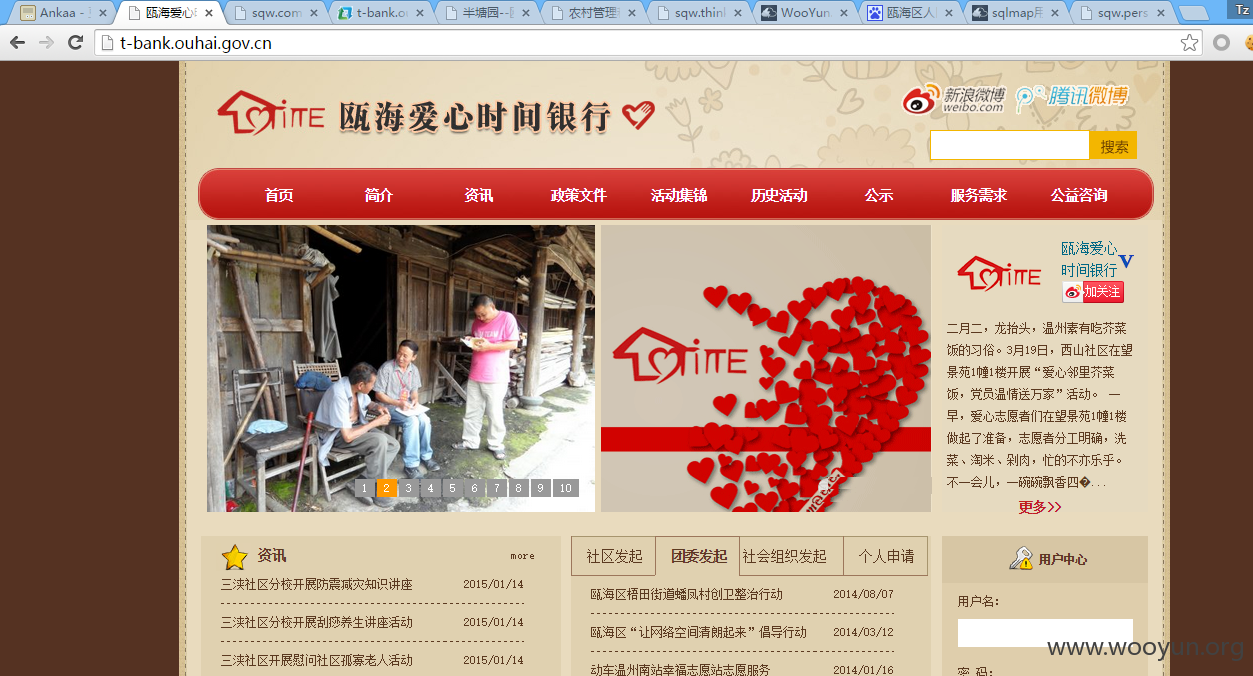 Ankaa -
瓯海爱心
sqw.com
t-bank.ou
半塘园--
农村管理
sqw.think
WooYun.
瓯海区人
sqlmap用
sqw.pers
Tz
t-bank.ouhai.gov.cn
瓯海爱心时间银行
新浪微博
weibo.com
腾讯微博
搜索
首页 简介 资讯 政策文件 活动集锦 历史活动 公示 服务需求 公益咨询
1 2 3 4 5 6 7 8 9 10
瓯海爱心
时间银行
V
加关注
二月二，龙抬头，温州素有吃芥菜
饭的习俗。3月19日，西山社区在望
景苑1幢1楼开展“爱心邻里芥菜
饭，党员温情送万家”活动。 一
早，爱心志愿者们在望景苑1幢1楼
做起了准备，志愿者分工明确，洗
菜、淘米、剁肉，忙的不亦乐乎。
不一会儿，一碗碗飘香四�...
更多>>
资讯 more
三浃社区分校开展防震减灾知识讲座 2015/01/14
三浃社区分校开展刮痧养生讲座活动 2015/01/14
三浃社区开展慰问社区孤寡老人活动 2015/01/14
社区发起 团委发起 社会组织发起 个人申请
瓯海区梧田街道蟠凤村创卫整治行动 2014/08/07
瓯海区“让网络空间清朗起来”倡导行动 2014/03/12
动车温州南站幸福志愿站志愿服务 2014/01/16
用户中心
用户名：
密 码：
www.wooyun.org